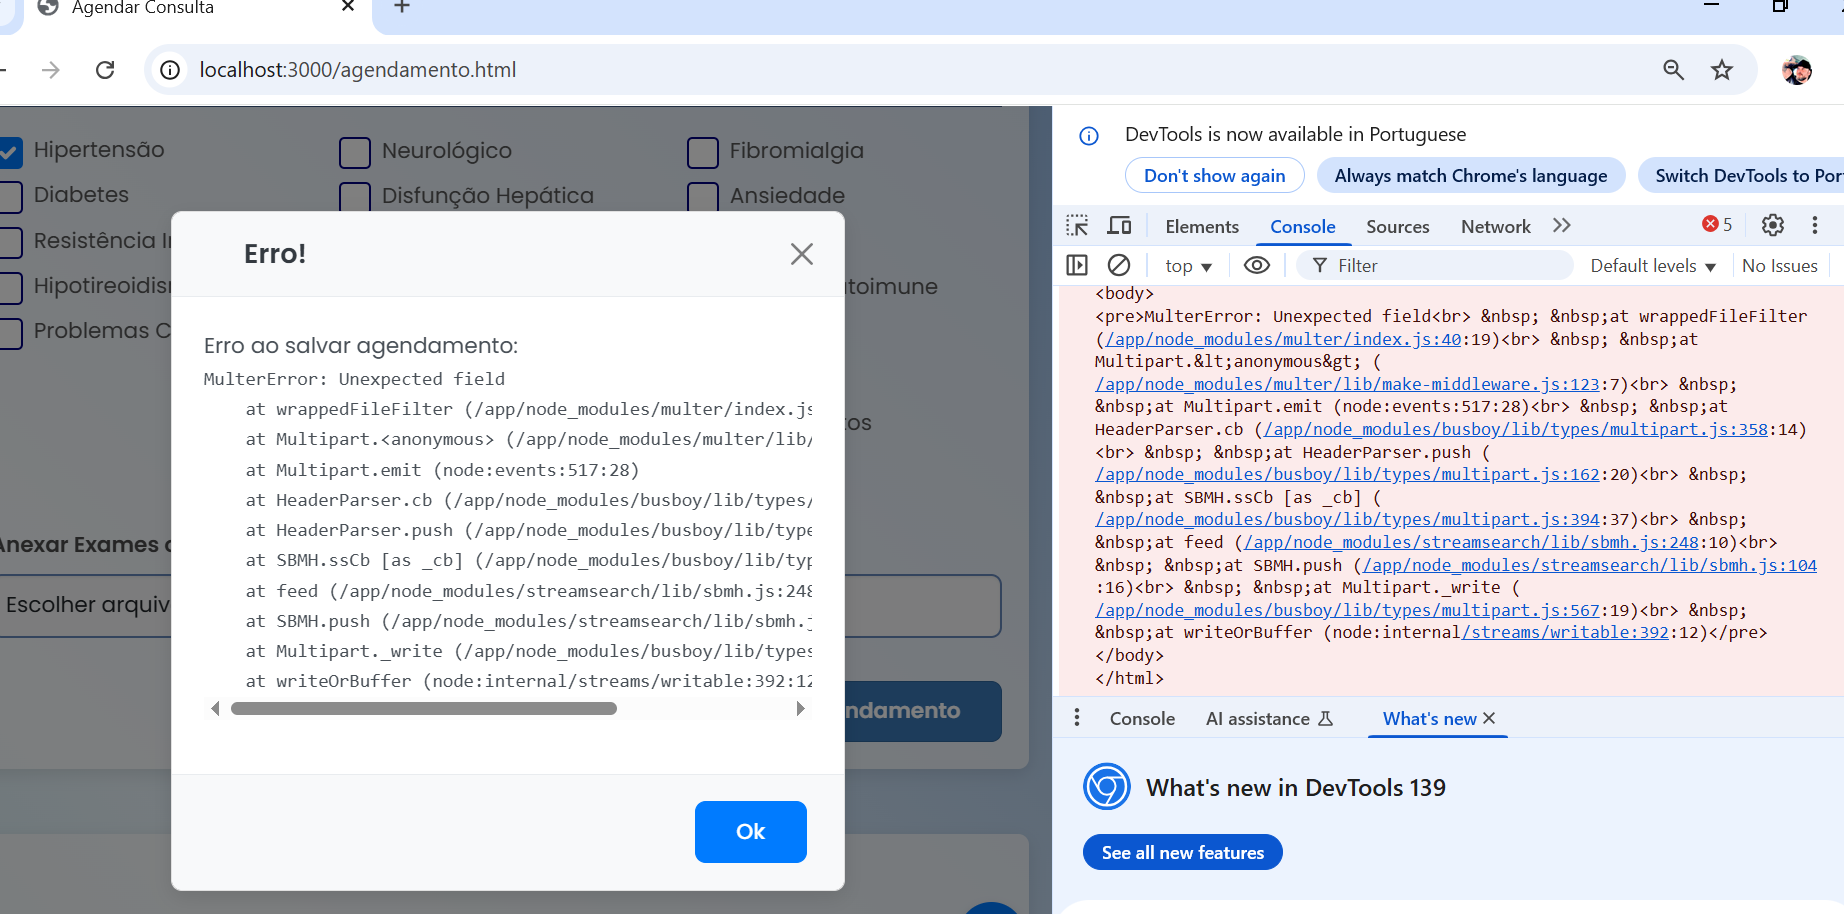 Agendar Consulta
localhost:3000/agendamento.html
Hipertensão
Neurológico
Fibromialgia
Diabetes
Disfunção Hepática
Ansiedade
Resistência I
Hipotireoidis
toimune
Problemas C
tos
Anexar Exames
Escolher arquiv
ndamento
Erro!
Erro ao salvar agendamento:
MulterError: Unexpected field
at wrappedFileFilter (/app/node_modules/multer/index.js
at Multipart.<anonymous> (/app/node_modules/multer/lib/
at Multipart.emit (node:events:517:28)
at HeaderParser.cb (/app/node_modules/busboy/lib/types/
at HeaderParser.push (/app/node_modules/busboy/lib/type
at SBMH.ssCb [as _cb] (/app/node_modules/busboy/lib/typ
at feed (/app/node_modules/streamsearch/lib/sbmh.js:248
at SBMH.push (/app/node_modules/streamsearch/lib/sbmh.j
at Multipart._write (/app/node_modules/busboy/lib/types
at writeOrBuffer (node:internal/streams/writable:392:12
Ok
DevTools is now available in Portuguese
Don't show again
Always match Chrome's language
Switch DevTools to Por
Elements
Console
Sources
Network
5
top
Filter
Default levels
No Issues
<body>
<pre>MulterError: Unexpected field<br> &nbsp; &nbsp;at wrappedFileFilter
(/app/node_modules/multer/index.js:40:19)<br> &nbsp; &nbsp;at
Multipart.&lt;anonymous&gt; (
/app/node_modules/multer/lib/make-middleware.js:123:7)<br> &nbsp;
&nbsp;at Multipart.emit (node:events:517:28)<br> &nbsp; &nbsp;at
HeaderParser.cb (/app/node_modules/busboy/lib/types/multipart.js:358:14)
<br> &nbsp; &nbsp;at HeaderParser.push (
/app/node_modules/busboy/lib/types/multipart.js:162:20)<br> &nbsp;
&nbsp;at SBMH.ssCb [as _cb] (
/app/node_modules/busboy/lib/types/multipart.js:394:37)<br> &nbsp;
&nbsp;at feed (/app/node_modules/streamsearch/lib/sbmh.js:248:10)<br>
&nbsp; &nbsp;at SBMH.push (/app/node_modules/streamsearch/lib/sbmh.js:104
:16)<br> &nbsp; &nbsp;at Multipart._write (
/app/node_modules/busboy/lib/types/multipart.js:567:19)<br> &nbsp;
&nbsp;at writeOrBuffer (node:internal/streams/writable:392:12)</pre>
</body>
</html>
Console
AI assistance
What's new
What's new in DevTools 139
See all new features